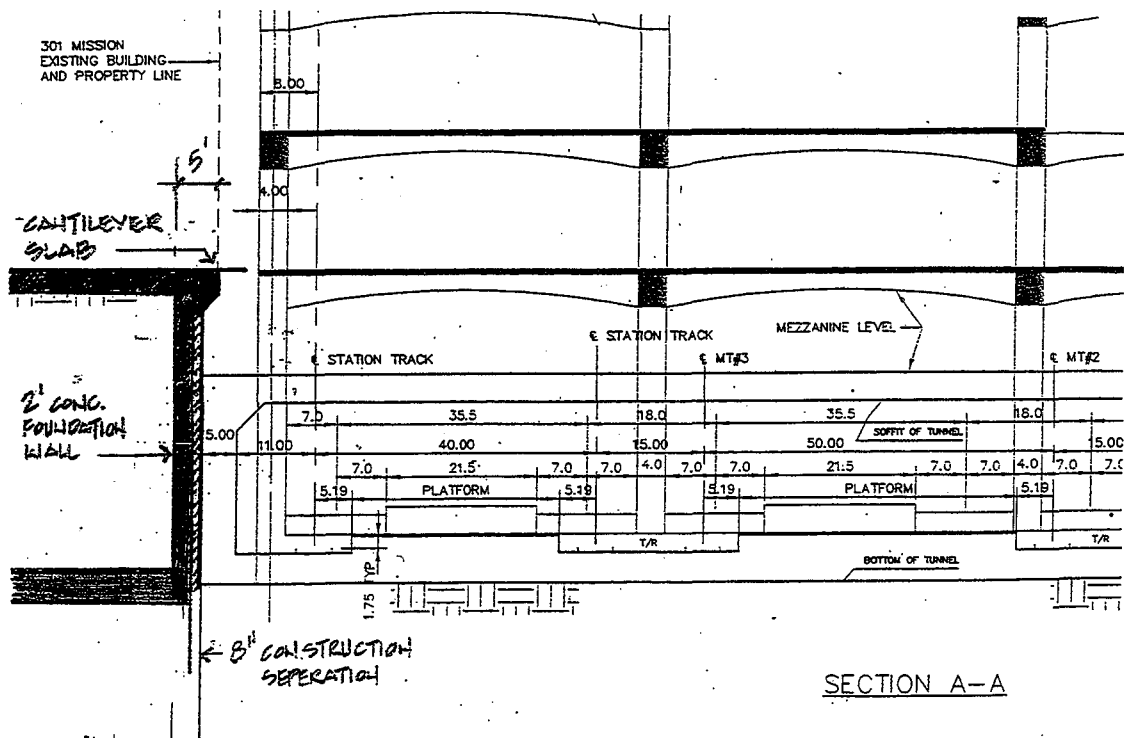 301 MISSION
EXISTING BUILDING
AND PROPERTY LINE
8.00
5'
4.00
CANTILEVER
SLAB
MEZZANINE LEVEL
℄ STATION TRACK
℄ STATION TRACK
℄ MT#3
℄ MT#2
2' CONC.
FOUNDATION
WALL
7.0 35.5 18.0 35.5 18.0
SOFFIT OF TUNNEL
5.00 11.00 40.00 15.00 50.00 15.00
7.0 21.5 7.0 7.0 4.0 7.0 7.0 21.5 7.0 7.0 4.0 7.0 7.0
5.19 PLATFORM 5.19 5.19 PLATFORM 5.19
T/R T/R
BOTTOM OF TUNNEL
1.75 TYP
8" CONSTRUCTION
SEPERATION
SECTION A-A